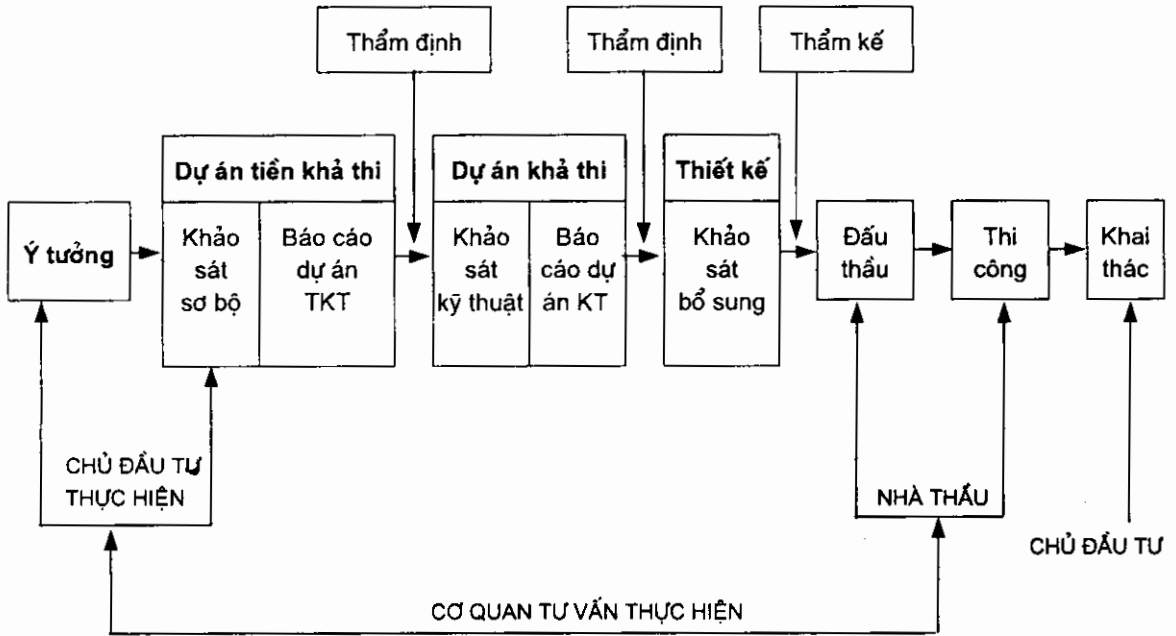 Thẩm định
Thẩm định
Thẩm kế
Dự án tiền khả thi
Dự án khả thi
Thiết kế
Ý tưởng
Khảo
sát
sơ bộ
Báo cáo
dự án
TKT
Khảo
sát
kỹ thuật
Báo
cáo dự
án KT
Khảo
sát
bổ sung
Đấu
thầu
Thi
công
Khai
thác
CHỦ ĐẦU TƯ
THỰC HIỆN
NHÀ THẦU
CHỦ ĐẦU TƯ
CƠ QUAN TƯ VẤN THỰC HIỆN